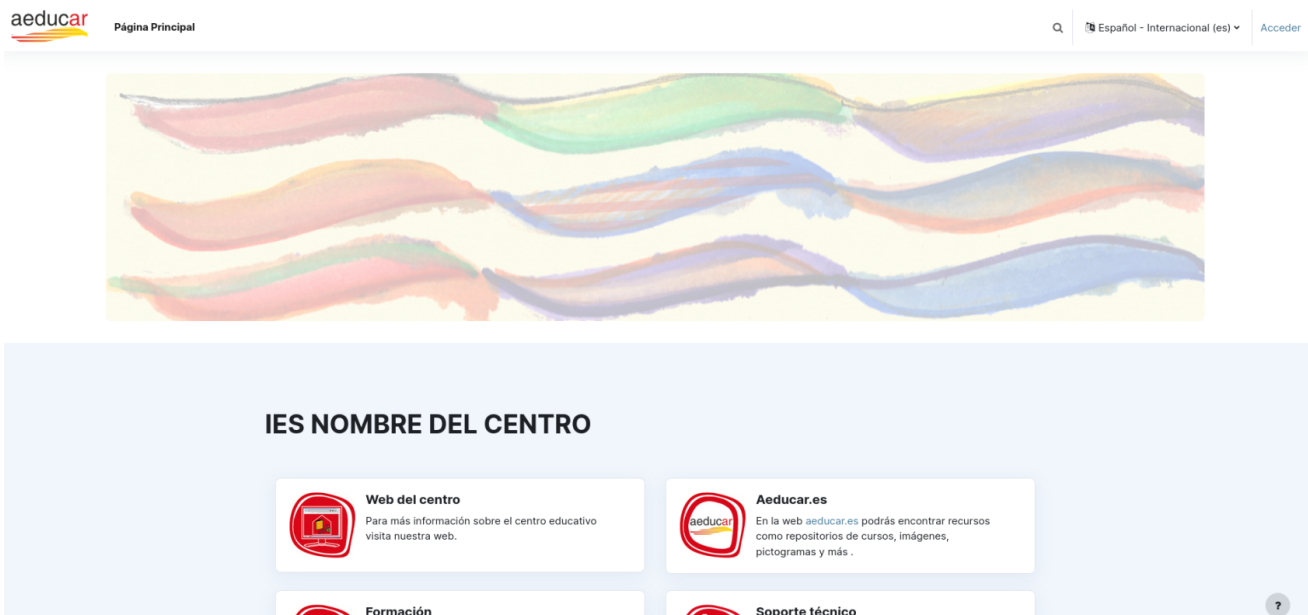 aeducar
Página Principal
Español - Internacional (es)
Acceder
IES NOMBRE DEL CENTRO
Web del centro
Para más información sobre el centro educativo
visita nuestra web.
aeducar
Aeducar.es
En la web aeducar.es podrás encontrar recursos
como repositorios de cursos, imágenes,
pictogramas y más .
Formación
Soporte técnico
?